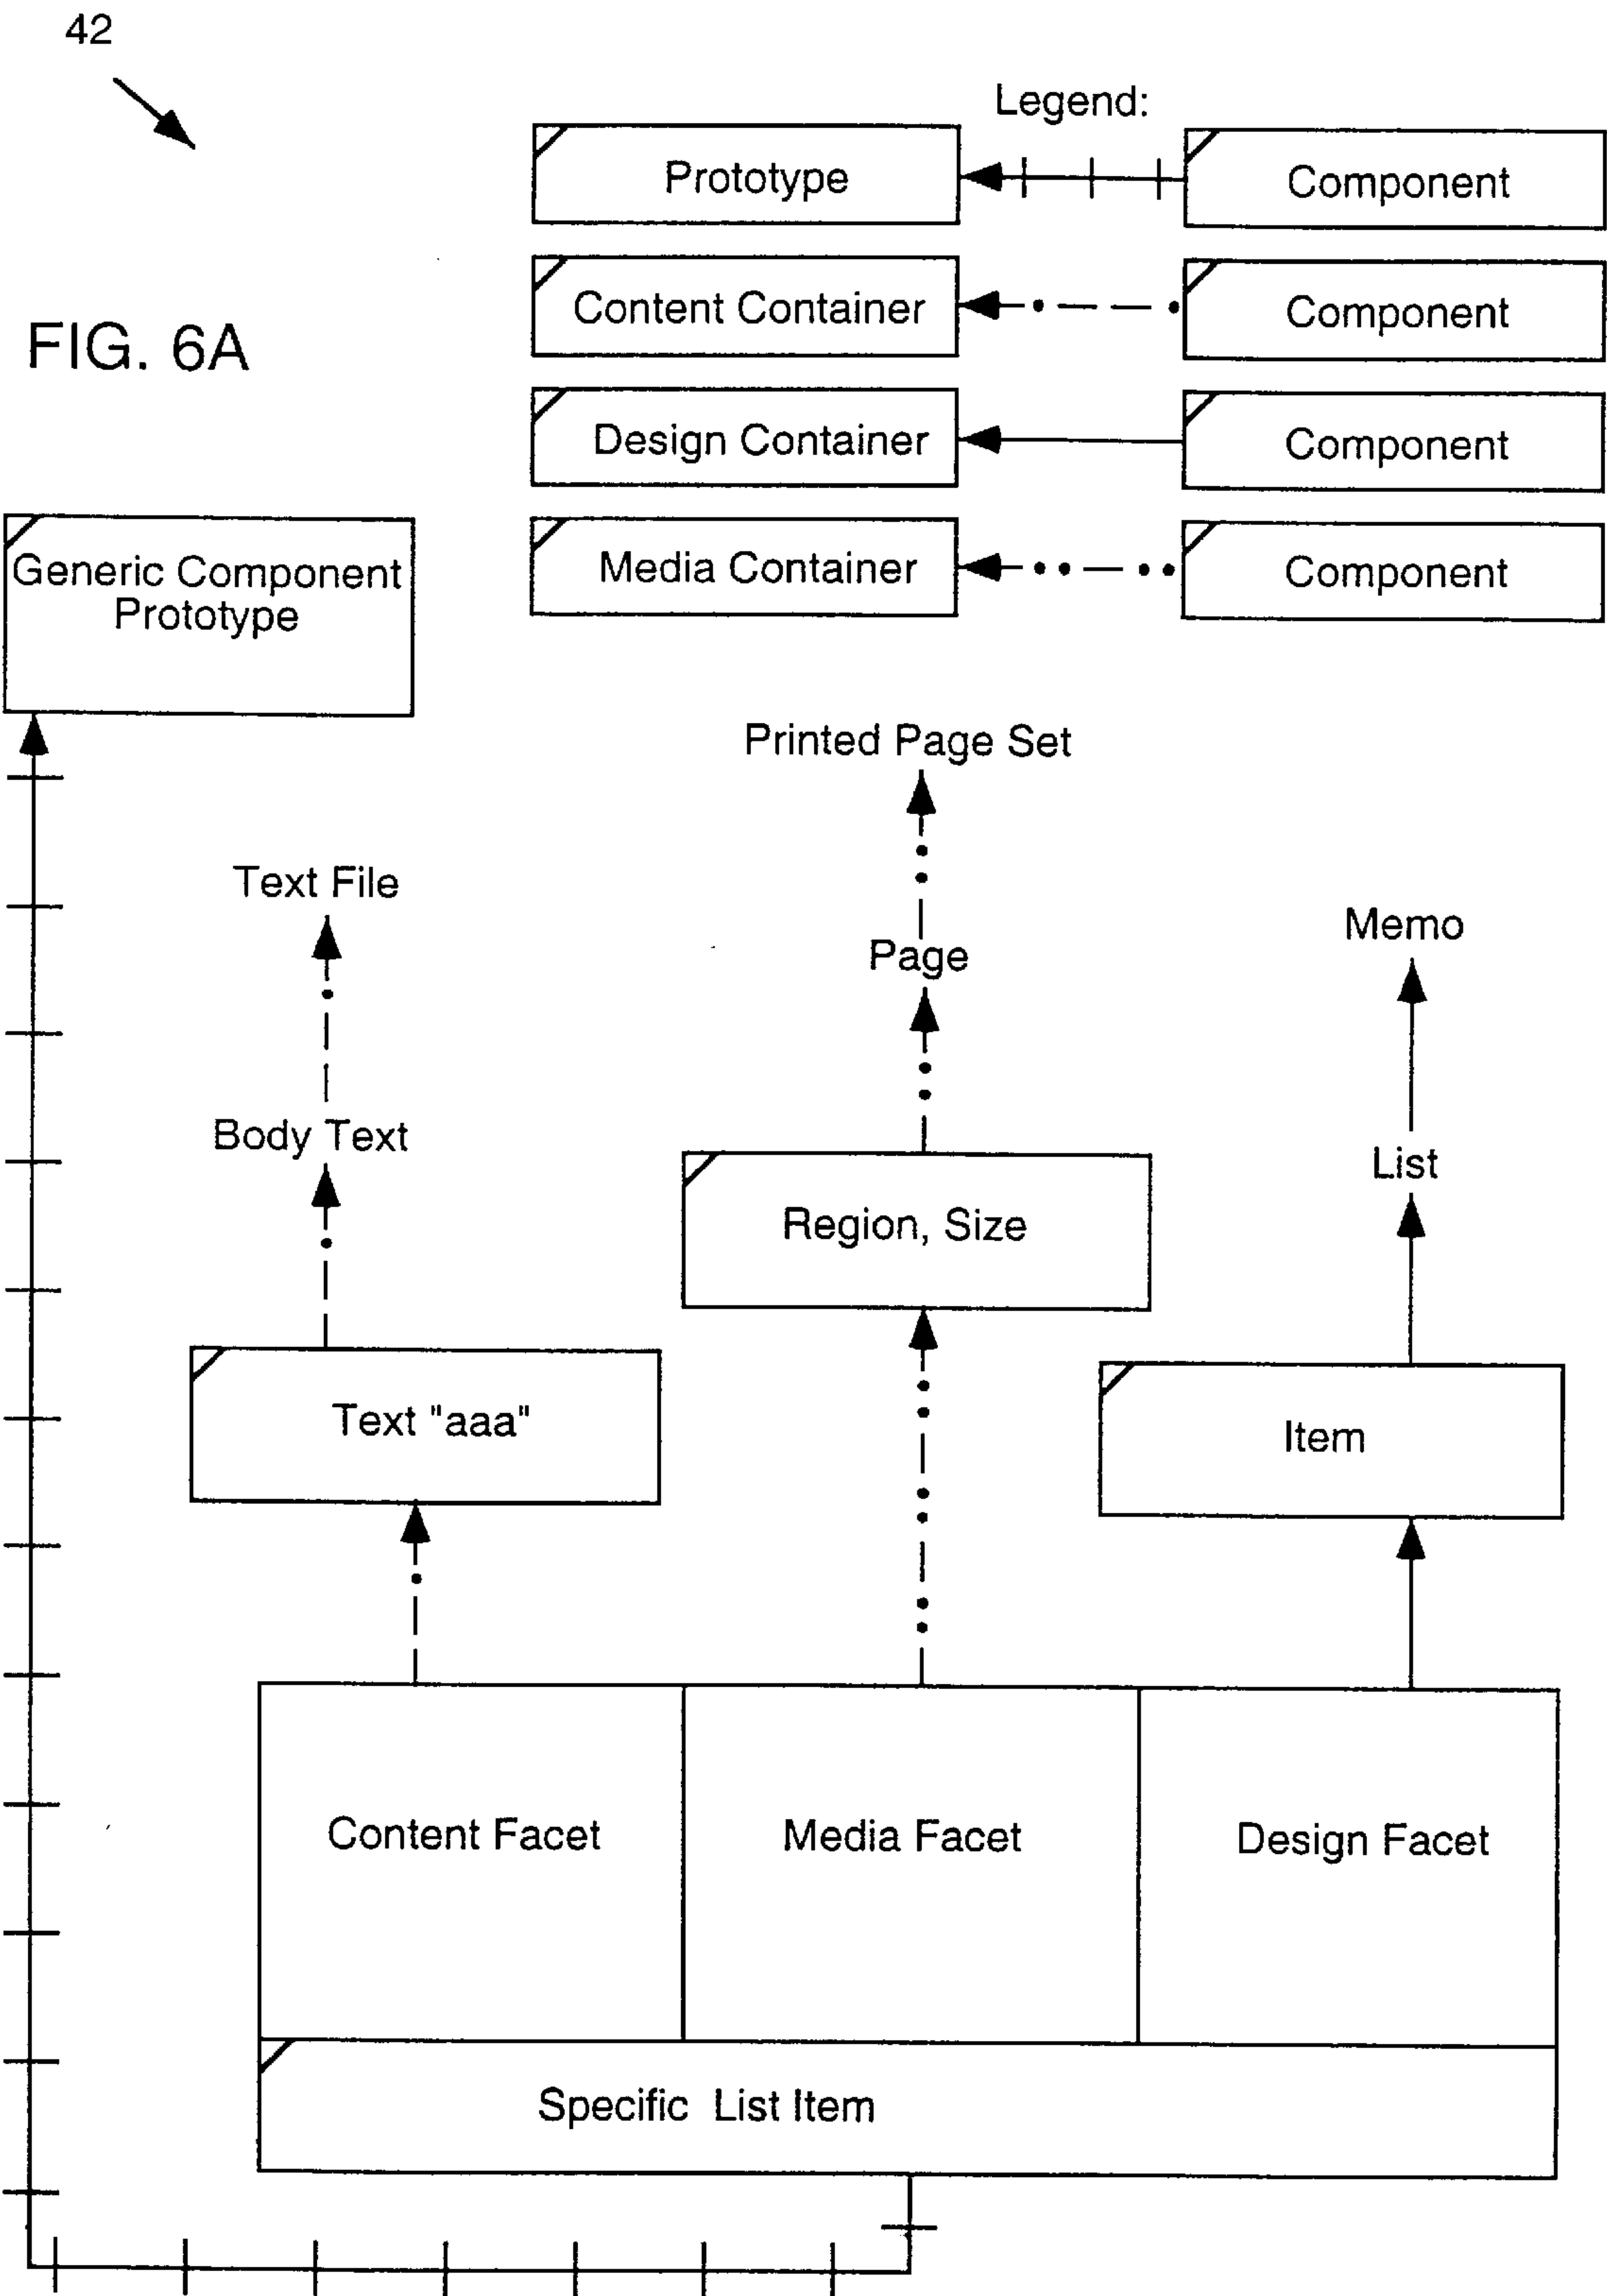 42
Legend:
Prototype
Component
Content Container
Component
FIG. 6A
Design Container
Component
Media Container
Component
Generic Component
Prototype
Printed Page Set
Text File
Memo
Page
Body Text
List
Region, Size
Text "aaa"
Item
Content Facet
Media Facet
Design Facet
Specific List Item